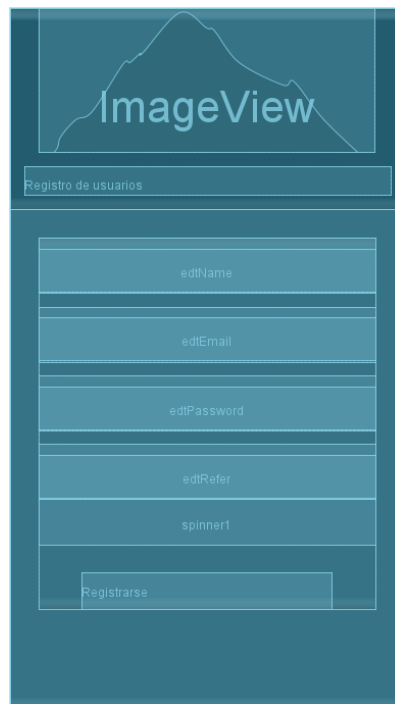 ImageView
Registro de usuarios
edtName
edtEmail
edtPassword
edtRefer
spinner1
Registrarse